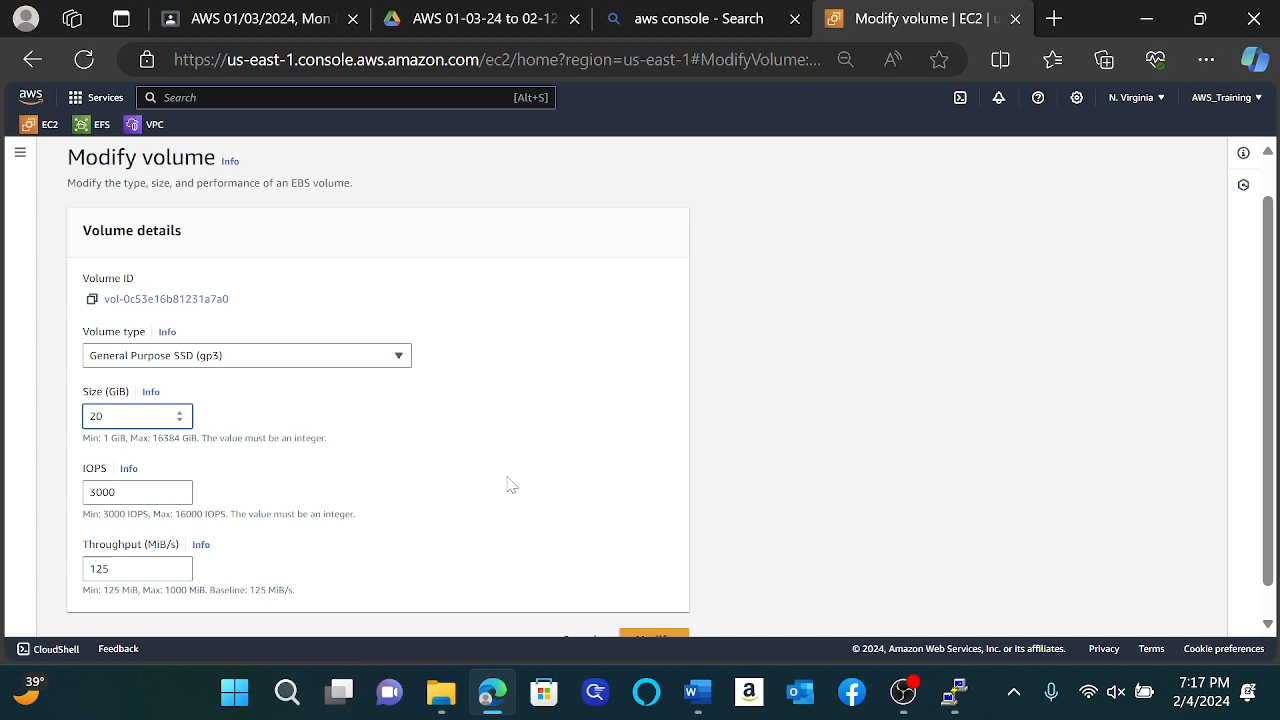 AWS 01/03/2024, Mon
AWS 01-03-24 to 02-12
aws console - Search
Modify volume | EC2 | u
https://us-east-1.console.aws.amazon.com/ec2/home?region=us-east-1#ModifyVolume:...
aws
Services
Search
[Alt+S]
N. Virginia
AWS_Training
EC2
EFS
VPC
Modify volume Info
Modify the type, size, and performance of an EBS volume.
Volume details
Volume ID
vol-0c53e16b81231a7a0
Volume type Info
General Purpose SSD (gp3)
Size (GiB) Info
20
Min: 1 GiB, Max: 16384 GiB. The value must be an integer.
IOPS Info
3000
Min: 3000 IOPS, Max: 16000 IOPS. The value must be an integer.
Throughput (MiB/s) Info
125
Min: 125 MiB, Max: 1000 MiB. Baseline: 125 MiB/s.
CloudShell
Feedback
© 2024, Amazon Web Services, Inc. or its affiliates.
Privacy
Terms
Cookie preferences
39°
7:17 PM
2/4/2024